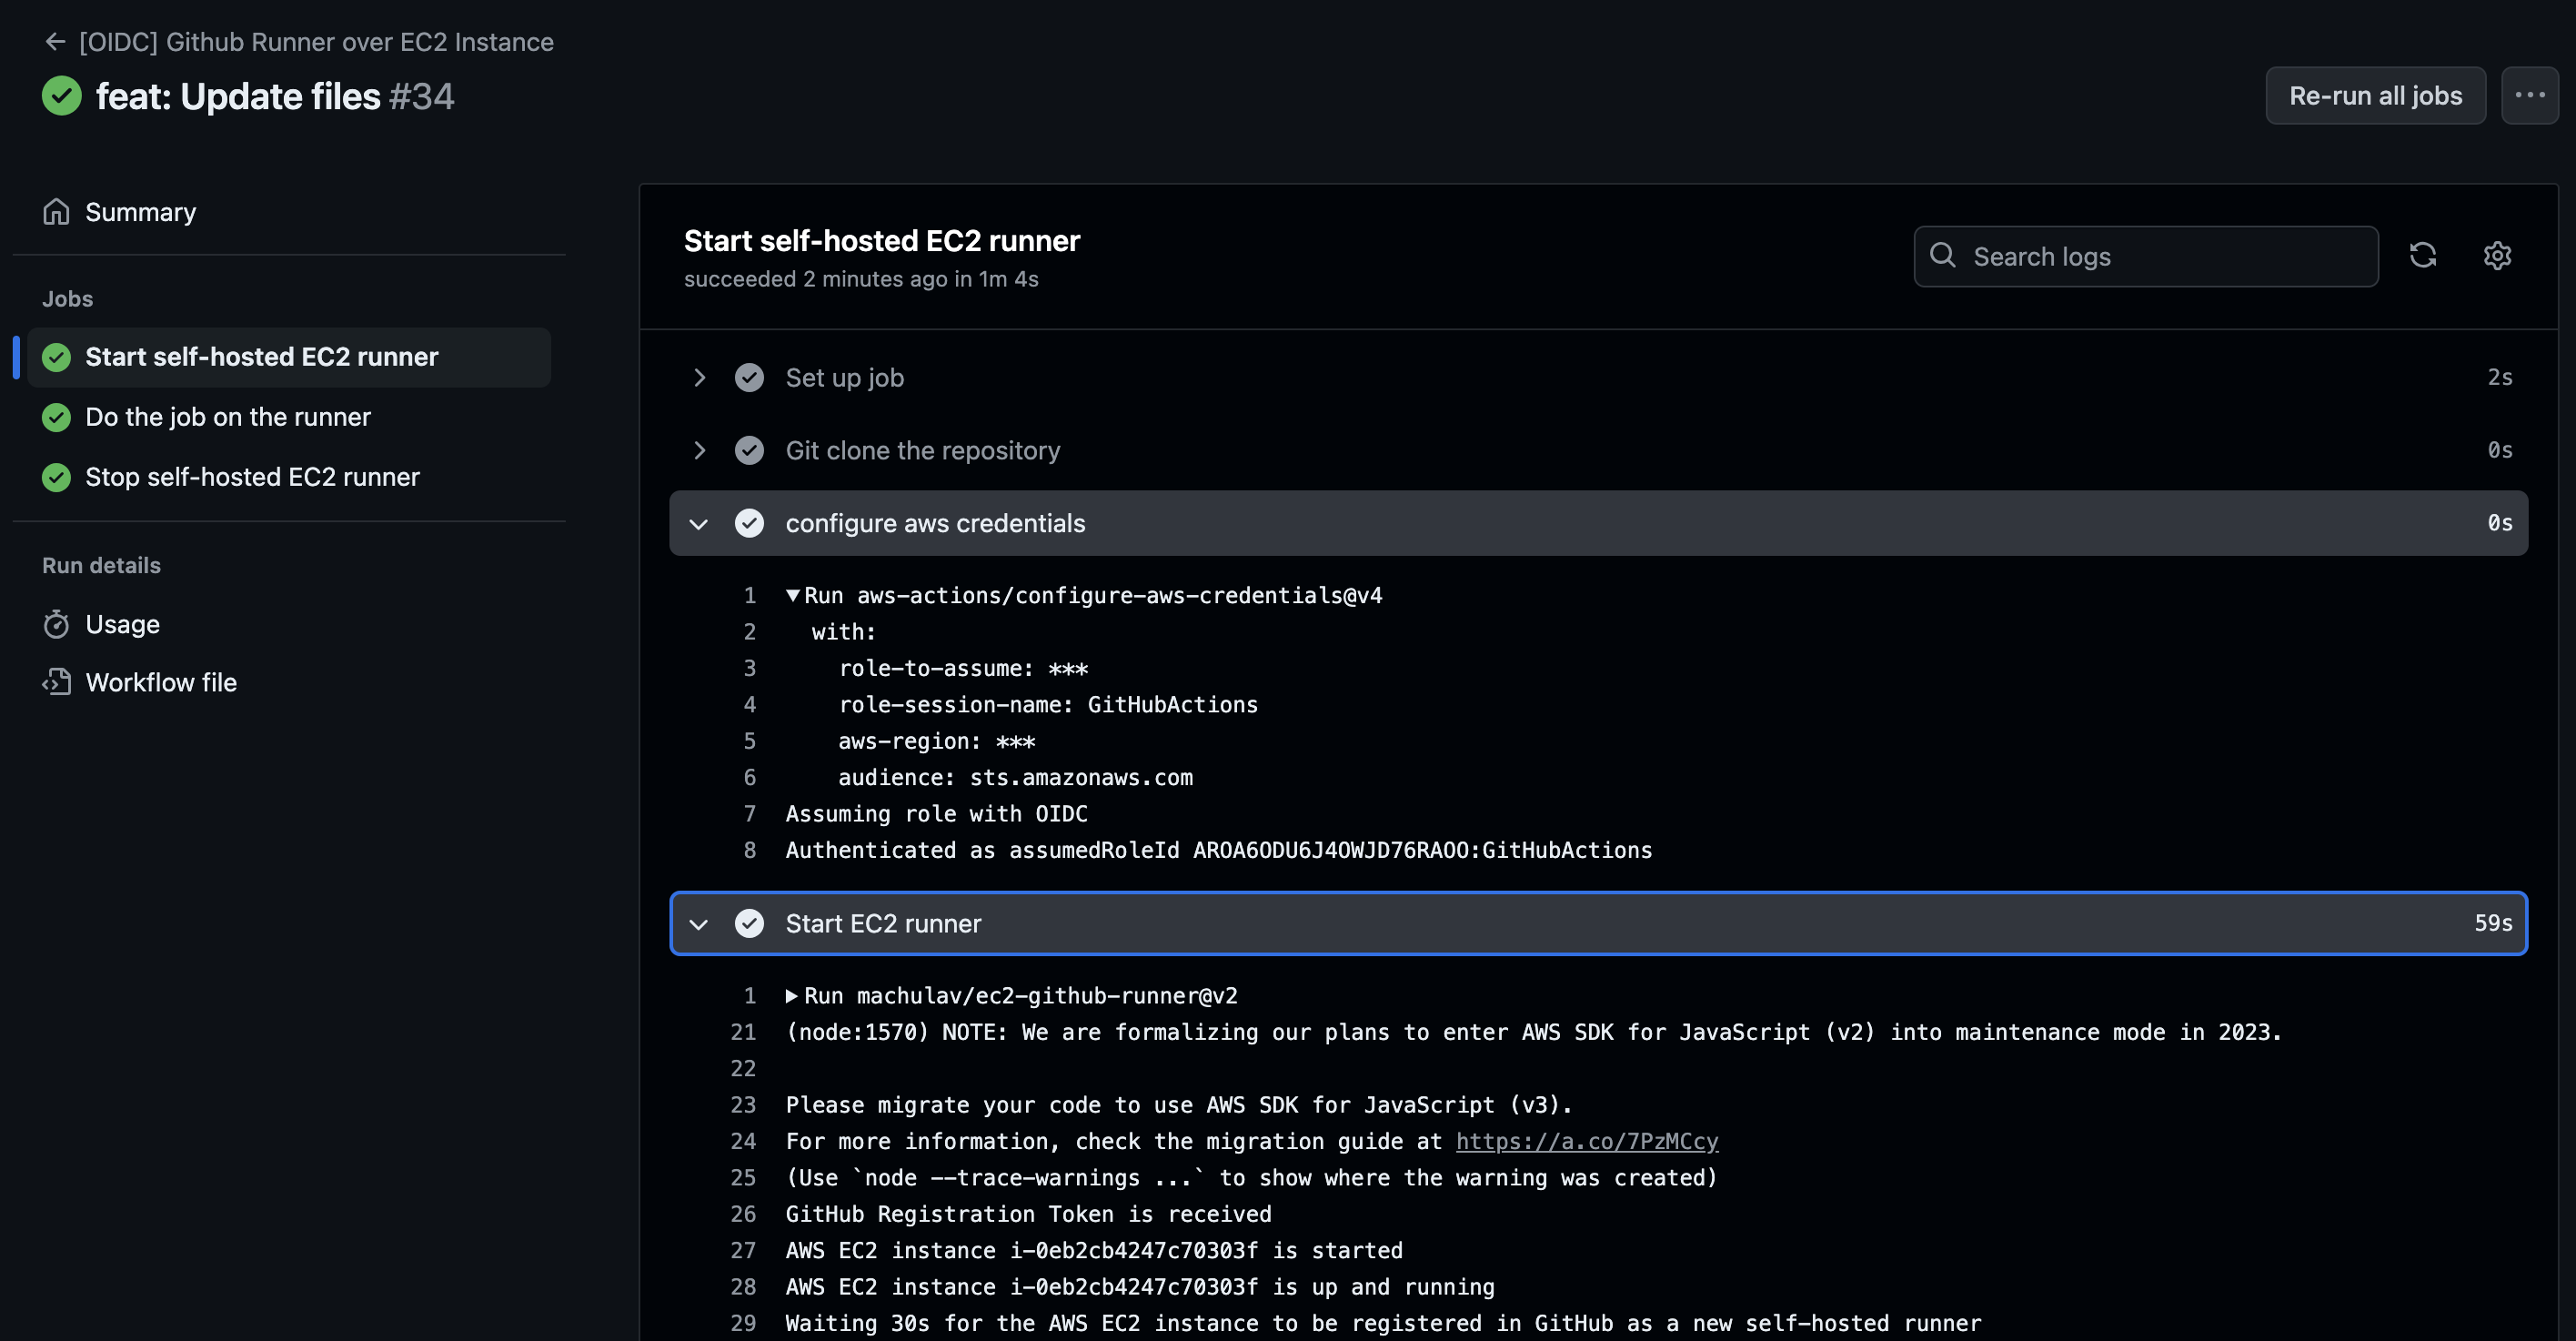 [OIDC] Github Runner over EC2 Instance
feat: Update files #34
Re-run all jobs
Summary
Jobs
Start self-hosted EC2 runner
Do the job on the runner
Stop self-hosted EC2 runner
Run details
Usage
Workflow file
Start self-hosted EC2 runner
succeeded 2 minutes ago in 1m 4s
Search logs
Set up job 2s
Git clone the repository 0s
configure aws credentials 0s
1 ▼Run aws-actions/configure-aws-credentials@v4
2 with:
3 role-to-assume: ***
4 role-session-name: GitHubActions
5 aws-region: ***
6 audience: sts.amazonaws.com
7 Assuming role with OIDC
8 Authenticated as assumedRoleId AROA6ODU6J4OWJD76RAOO:GitHubActions
Start EC2 runner 59s
1 ▶Run machulav/ec2-github-runner@v2
21 (node:1570) NOTE: We are formalizing our plans to enter AWS SDK for JavaScript (v2) into maintenance mode in 2023.
22
23 Please migrate your code to use AWS SDK for JavaScript (v3).
24 For more information, check the migration guide at https://a.co/7PzMCcy
25 (Use `node --trace-warnings ...` to show where the warning was created)
26 GitHub Registration Token is received
27 AWS EC2 instance i-0eb2cb4247c70303f is started
28 AWS EC2 instance i-0eb2cb4247c70303f is up and running
29 Waiting 30s for the AWS EC2 instance to be registered in GitHub as a new self-hosted runner